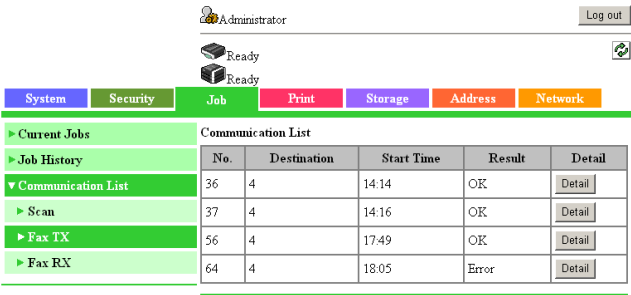 Administrator
Log out
Ready
Ready
System Security Job Print Storage Address Network
Current Jobs
Job History
Communication List
Scan
Fax TX
Fax RX
Communication List
No. Destination Start Time Result Detail
36 4 14:14 OK Detail
37 4 14:16 OK Detail
56 4 17:49 OK Detail
64 4 18:05 Error Detail